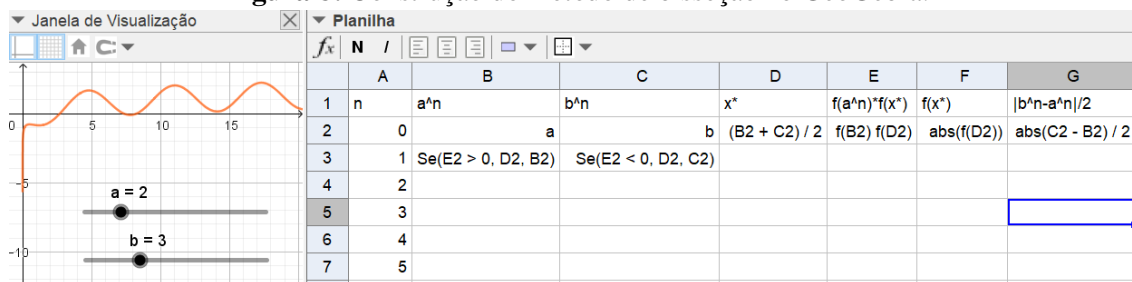 Janela de Visualização
Planilha
fx N I
A B C D E F G
1 n a^n b^n x* f(a^n)*f(x*) f(x*) |b^n-a^n|/2
2 0 a b (B2 + C2) / 2 f(B2) f(D2) abs(f(D2)) abs(C2 - B2) / 2
3 1 Se(E2 > 0, D2, B2) Se(E2 < 0, D2, C2)
4 2
5 3
6 4
7 5
0 5 10 15
-5
a = 2
b = 3
-10